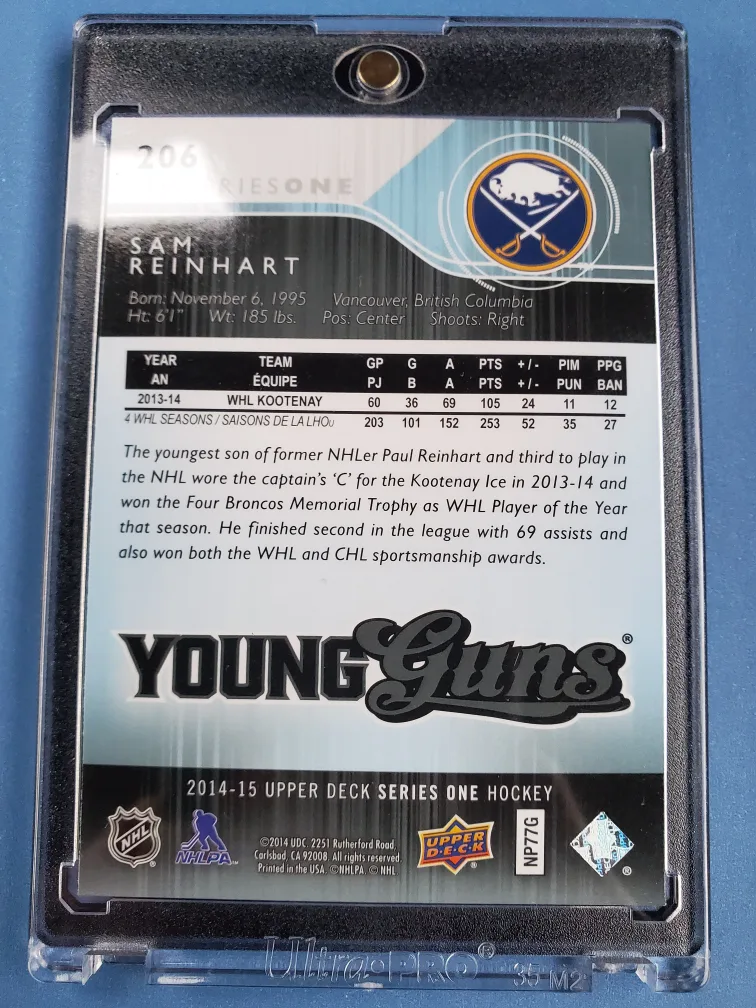 206
RIESONE
SAM
REINHART
Born: November 6, 1995 Vancouver, British Columbia
Ht: 6'1" Wt: 185 lbs. Pos: Center Shoots: Right
YEAR TEAM GP G A PTS +/- PIM PPG
AN ÉQUIPE PJ B A PTS +/- PUN BAN
2013-14 WHL KOOTENAY 60 36 69 105 24 11 12
4 WHL SEASONS / SAISONS DE LA LHOu 203 101 152 253 52 35 27
The youngest son of former NHLer Paul Reinhart and third to play in
the NHL wore the captain's 'C' for the Kootenay Ice in 2013-14 and
won the Four Broncos Memorial Trophy as WHL Player of the Year
that season. He finished second in the league with 69 assists and
also won both the WHL and CHL sportsmanship awards.
YOUNG Guns®
2014-15 UPPER DECK SERIES ONE HOCKEY
NHL
NHLPA
©2014 UDC. 2251 Rutherford Road,
Carlsbad, CA 92008. All rights reserved.
Printed in the USA. ©NHLPA. © NHL
UPPER
D·E·C·K®
NP77G
®
Ultra·PRO® 35-M2